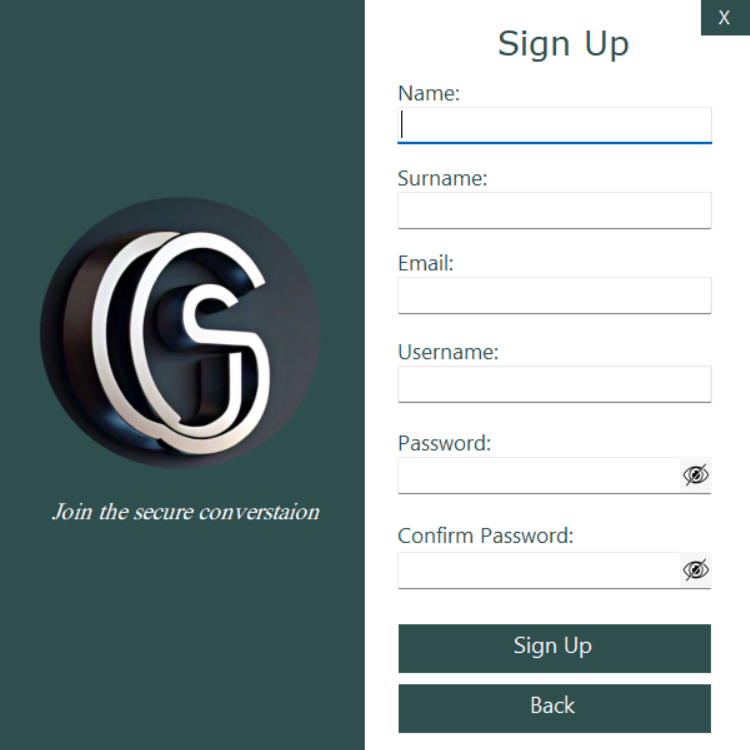 X
Sign Up
Name:
Surname:
Email:
Username:
Password:
Confirm Password:
Sign Up
Back
Join the secure converstaion